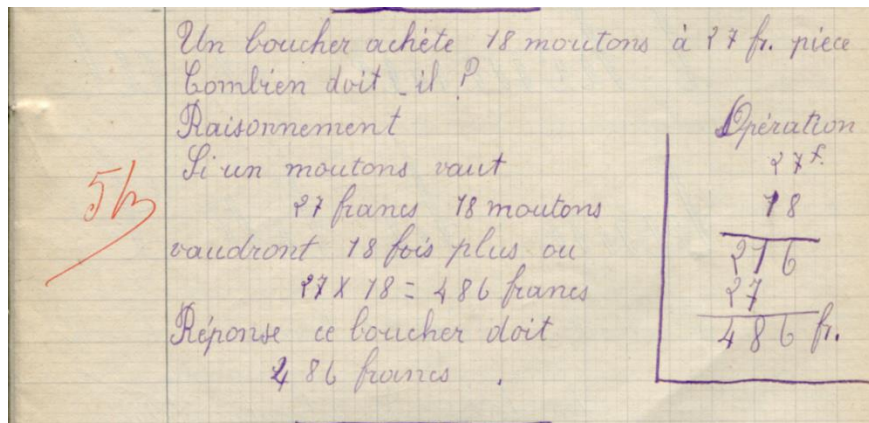 Un boucher achète 18 moutons à 27 fr. pièce
Combien doit-il ?
Raisonnement
Si un moutons vaut
27 francs 18 moutons
vaudront 18 fois plus ou
27 X 18 = 486 francs
Réponse ce boucher doit
486 francs.
Opération
27 f.
18
216
27
486 fr.